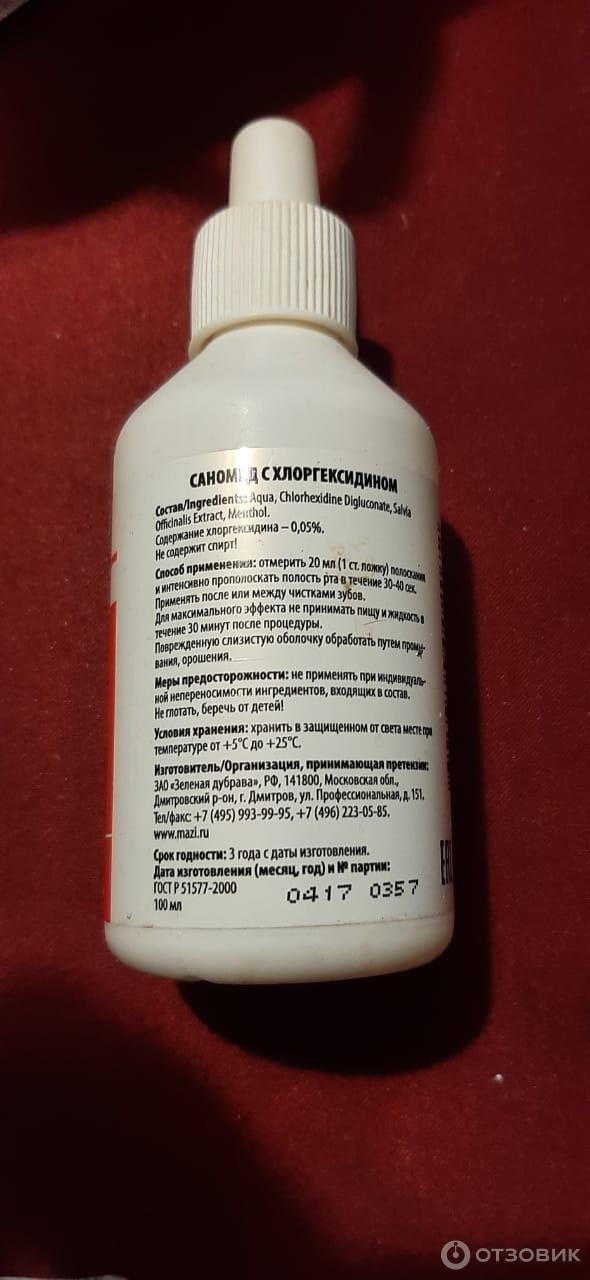 САНОМЕД С ХЛОРГЕКСИДИНОМ
Состав/Ingredients: Aqua, Chlorhexidine Digluconate, Salvia
Officinalis Extract, Menthol.
Содержание хлоргексидина – 0,05%.
Не содержит спирт!
Способ применения: отмерить 20 мл (1 ст. ложку) полоскания
и интенсивно прополоскать полость рта в течение 30-40 сек.
Применять после или между чистками зубов.
Для максимального эффекта не принимать пищу и жидкость в
течение 30 минут после процедуры.
Поврежденную слизистую оболочку обработать путем промы-
вания, орошения.
Меры предосторожности: не применять при индивидуаль-
ной непереносимости ингредиентов, входящих в состав.
Не глотать, беречь от детей!
Условия хранения: хранить в защищенном от света месте при
температуре от +5°С до +25°С.
Изготовитель/Организация, принимающая претензии:
ЗАО «Зеленая дубрава», РФ, 141800, Московская обл.,
Дмитровский р-он, г. Дмитров, ул. Профессиональная, д. 151.
Тел/факс: +7 (495) 993-99-95, +7 (496) 223-05-85.
www.mazi.ru
Срок годности: 3 года с даты изготовления.
Дата изготовления (месяц, год) и № партии:
ГОСТ Р 51577-2000
0417 0357
100 мл
ОТЗОВИК